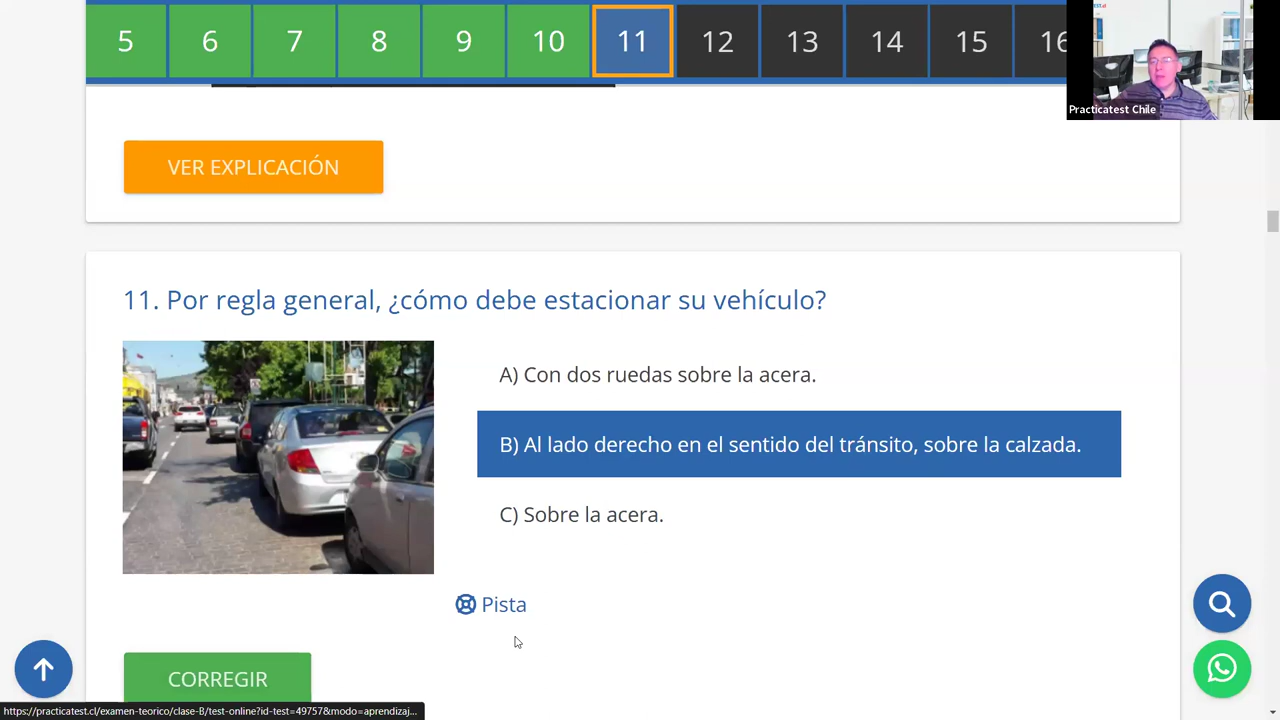 5 6 7 8 9 10 11 12 13 14 15 16
Practicatest Chile
VER EXPLICACIÓN
11. Por regla general, ¿cómo debe estacionar su vehículo?
A) Con dos ruedas sobre la acera.
B) Al lado derecho en el sentido del tránsito, sobre la calzada.
C) Sobre la acera.
Pista
CORREGIR
https://practicatest.cl/examen-teorico/clase-B/test-online?id-test=49757&modo=aprendizaj...